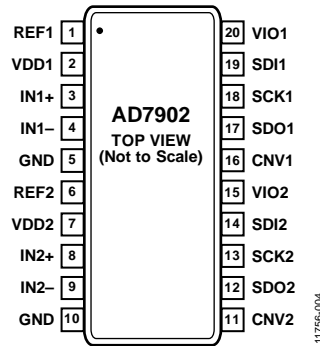 REF1 1 20 VIO1
VDD1 2 19 SDI1
IN1+ 3 18 SCK1
IN1– 4 17 SDO1
GND 5 16 CNV1
REF2 6 15 VIO2
VDD2 7 14 SDI2
IN2+ 8 13 SCK2
IN2– 9 12 SDO2
GND 10 11 CNV2
AD7902
TOP VIEW
(Not to Scale)
11756-004